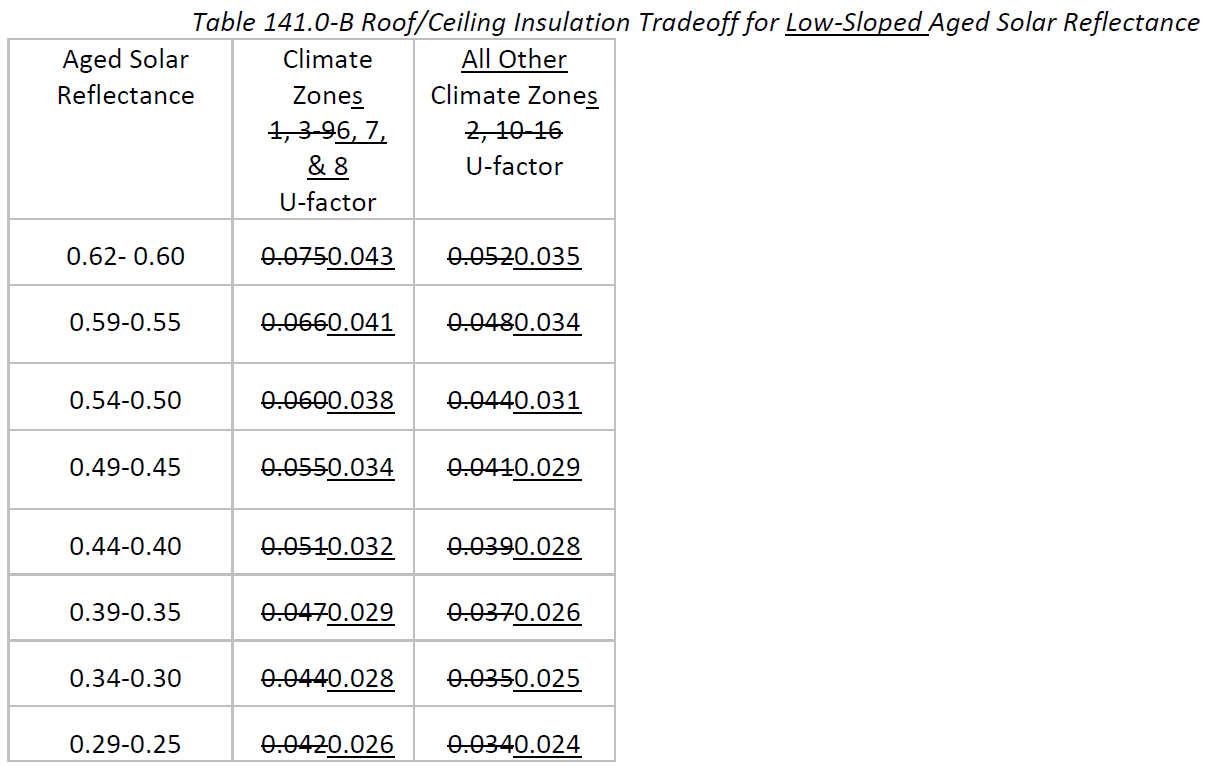 Table 141.0-B Roof/Ceiling Insulation Tradeoff for Low-Sloped Aged Solar Reflectance
Aged Solar
Reflectance
Climate
Zones
1, 3-96, 7,
& 8
U-factor
All Other
Climate Zones
2, 10-16
U-factor
0.62- 0.60 0.0750.043 0.0520.035
0.59-0.55 0.0660.041 0.0480.034
0.54-0.50 0.0600.038 0.0440.031
0.49-0.45 0.0550.034 0.0410.029
0.44-0.40 0.0510.032 0.0390.028
0.39-0.35 0.0470.029 0.0370.026
0.34-0.30 0.0440.028 0.0350.025
0.29-0.25 0.0420.026 0.0340.024